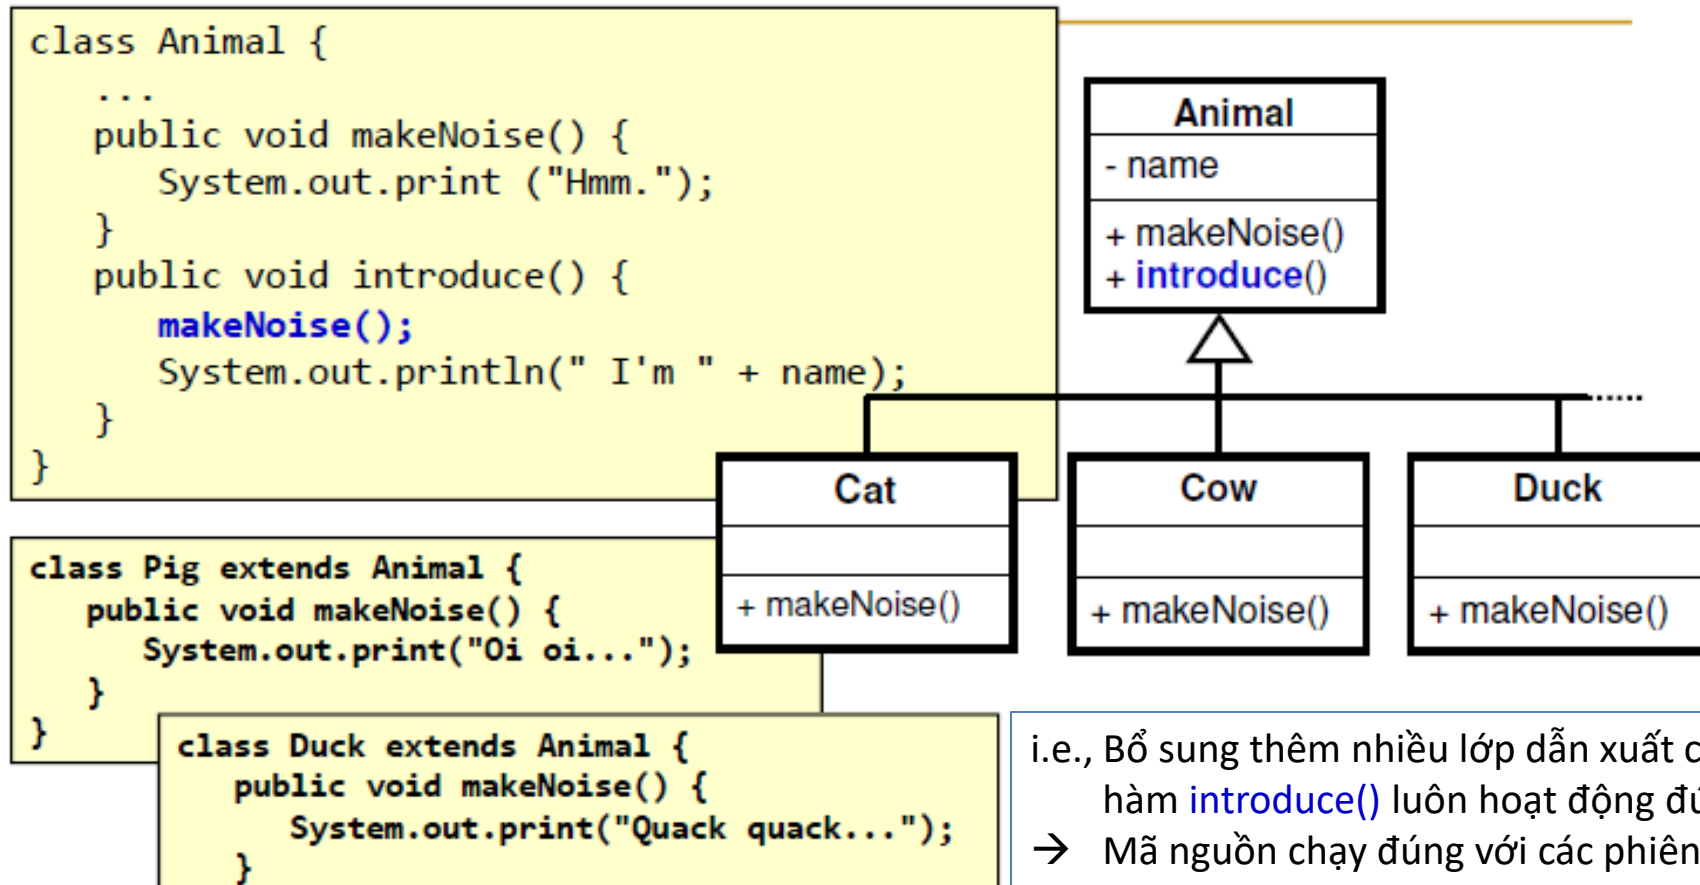 class Animal {
...
public void makeNoise() {
System.out.print ("Hmm.");
}
public void introduce() {
makeNoise();
System.out.println(" I'm " + name);
}
}
Animal
- name
+ makeNoise()
+ introduce()
Cat
+ makeNoise()
Cow
+ makeNoise()
Duck
+ makeNoise()
class Pig extends Animal {
public void makeNoise() {
System.out.print("Oi oi...");
}
}
class Duck extends Animal {
public void makeNoise() {
System.out.print("Quack quack...");
}
i.e., Bổ sung thêm nhiều lớp dẫn xuất
hàm introduce() luôn hoạt động
→ Mã nguồn chạy đúng với các phiên